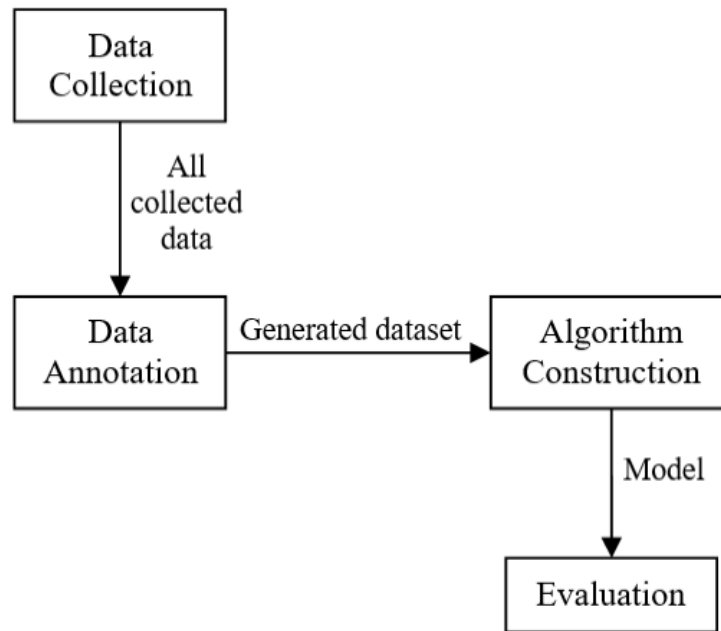 Data
Collection
All
collected
data
Data
Annotation
Generated dataset
Algorithm
Construction
Model
Evaluation